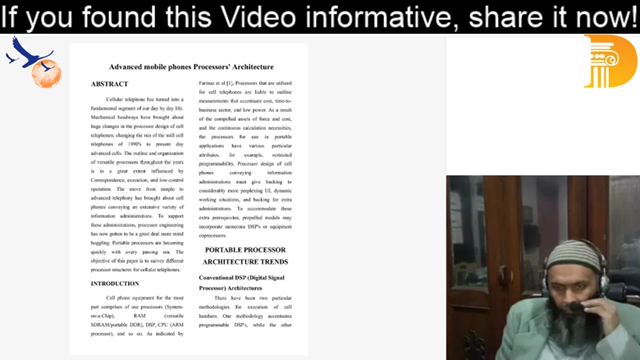 If you found this Video informative, share it now!
Advanced mobile phones Processors' Architecture
ABSTRACT
Cellular telephone has turned into a
fundamental segment of our day by day life.
Mechanical headways have brought about
huge changes in the processor design of cell
telephones; changing the run of the mill cell
telephones of 1990's to present day
advanced cells. The outline and organization
of versatile processors throughout the years
is to a great extent influenced by
Correspondence, execution, and low control
operation. The move from simple to
advanced telephony has brought about cell
phones conveying an extensive variety of
information administrations. To support
these administrations, processor engineering
has now gotten to be a great deal more mind
boggling. Portable processors are becoming
quickly with every passing era. The
objective of this paper is to survey different
processor structures for cellular telephones.
INTRODUCTION
Cell phone equipment for the most
part comprises of one processors (System-
on-a-Chip), RAM (versatile
SDRAM/portable DDR), DSP, CPU (ARM
processor), and so on. As indicated by
Farinaz et al [1], Processors that are utilized
for cell telephones are liable to outline
measurements that accentuate cost, time-to-
business sector, and low power. As a result
of the compelled assets of force and cost,
and the continuous calculation necessities,
the processors for use in portable
applications have various particular
attributes, for example, restricted
programmability. Processor design of cell
phones conveying information
administrations must give backing to
considerably more perplexing UI, dynamic
working situations, and backing for extra
administrations. To accommodate these
extra prerequisites, propelled models may
incorporate numerous DSP's or equipment
coprocessors.
PORTABLE PROCESSOR
ARCHITECTURE TRENDS
Conventional DSP (Digital Signal
Processor) Architectures
There have been two particular
methodologies for execution of cell
handsets. One methodology accentuates
programmable DSP's, while the other